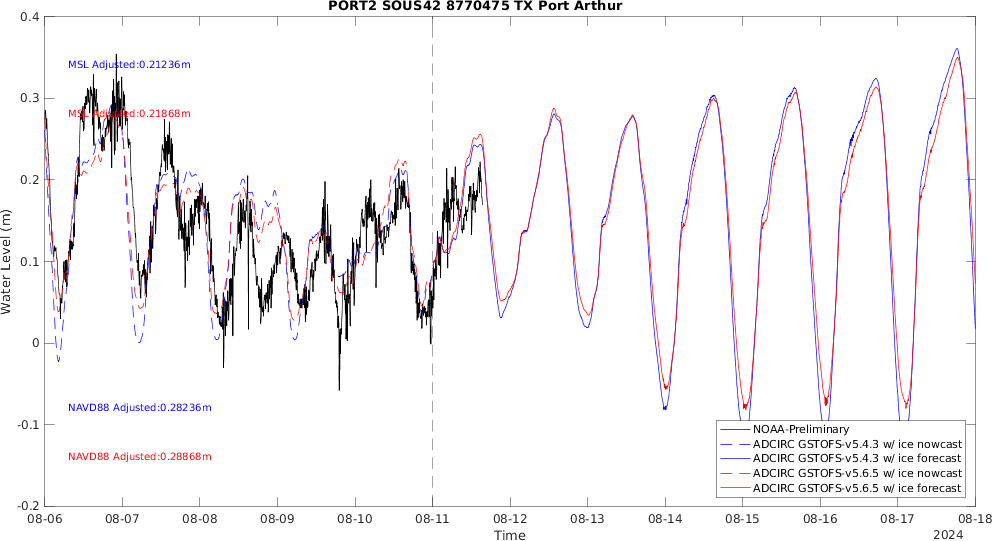 PORT2 SOUS42 8770475 TX Port Arthur
0.4
MSL Adjusted:0.21236m
0.3
MSL Adjusted:0.21868m
0.2
Water Level (m)
0.1
0
NAVD88 Adjusted:0.28236m
-0.1
NAVD88 Adjusted:0.28868m
-0.2
NOAA-Preliminary
ADCIRC GSTOFS-v5.4.3 w/ ice nowcast
ADCIRC GSTOFS-v5.4.3 w/ ice forecast
ADCIRC GSTOFS-v5.6.5 w/ ice nowcast
ADCIRC GSTOFS-v5.6.5 w/ ice forecast
08-06 08-07 08-08 08-09 08-10 08-11 08-12 08-13 08-14 08-15 08-16 08-17 08-18
Time
2024